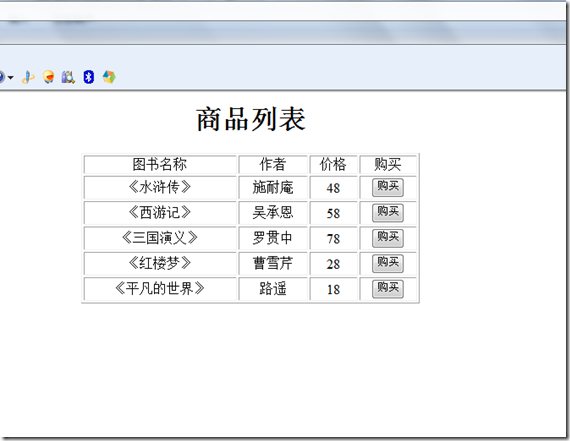 商品列表
图书名称 作者 价格 购买
《水浒传》 施耐庵 48 购买
《西游记》 吴承恩 58 购买
《三国演义》 罗贯中 78 购买
《红楼梦》 曹雪芹 28 购买
《平凡的世界》 路遥 18 购买